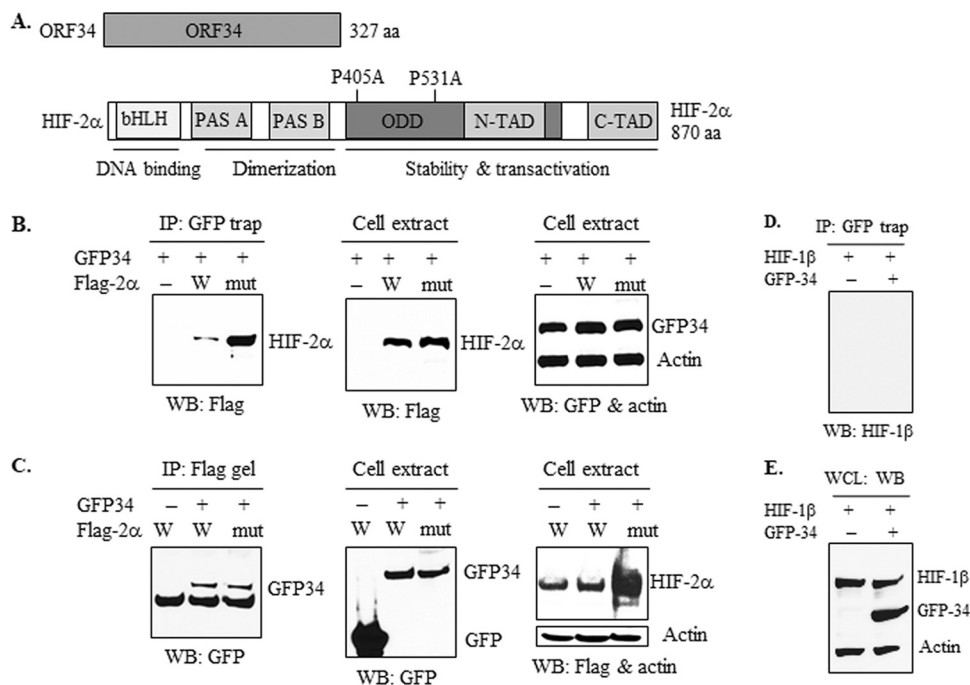 A.
ORF34 ORF34 327 aa
P405A P531A
HIF-2α bHLH PAS A PAS B ODD N-TAD C-TAD HIF-2α
870 aa
DNA binding Dimerization Stability & transactivation
B.
IP: GFP trap Cell extract Cell extract
GFP34 + + + + + + + + +
Flag-2α – W mut – W mut – W mut
HIF-2α HIF-2α GFP34
Actin
WB: Flag WB: Flag WB: GFP & actin
C.
IP: Flag gel Cell extract Cell extract
GFP34 – + + – + + – + +
Flag-2α W W mut W W mut W W mut
GFP34 GFP34 HIF-2α
GFP Actin
WB: GFP WB: GFP WB: Flag & actin
D.
IP: GFP trap
HIF-1β + +
GFP-34 – +
WB: HIF-1β
E.
WCL: WB
HIF-1β + +
GFP-34 – +
HIF-1β
GFP-34
Actin